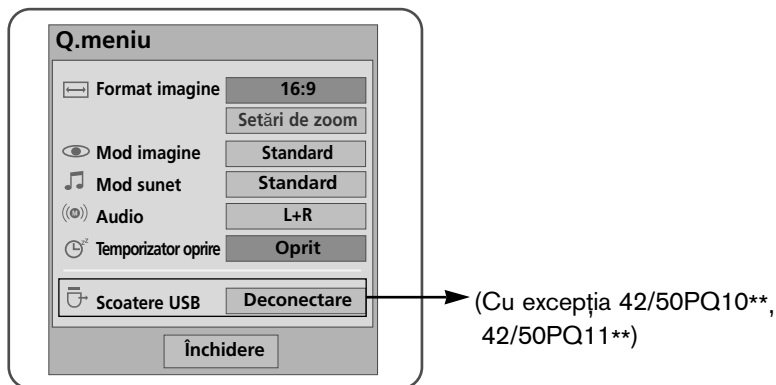 Q.meniu
Format imagine 16:9
Setări de zoom
Mod imagine Standard
Mod sunet Standard
Audio L+R
Temporizator oprire Oprit
Scoatere USB Deconectare
Închidere
(Cu excepția 42/50PQ10**,
42/50PQ11**)